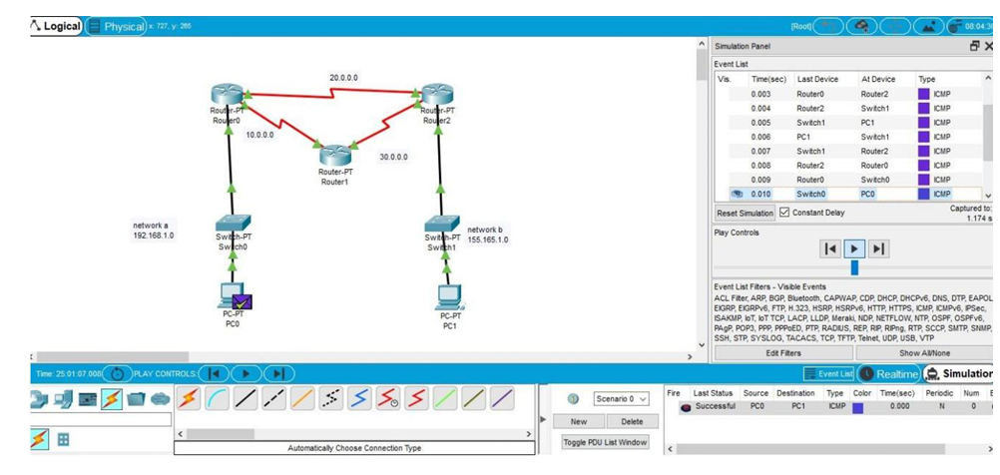 Logical Physical x: 727, y: 265 [Root] 08:04:30
20.0.0.0
Router-PT
Router0
Router-PT
Router2
10.0.0.0
30.0.0.0
Router-PT
Router1
network a
192.168.1.0
Switch-PT
Switch0
Switch-PT
Switch1
network b
155.165.1.0
PC-PT
PC0
PC-PT
PC1
Simulation Panel
Event List
Vis. Time(sec) Last Device At Device Type
0.003 Router0 Router2 ICMP
0.004 Router2 Switch1 ICMP
0.005 Switch1 PC1 ICMP
0.006 PC1 Switch1 ICMP
0.007 Switch1 Router2 ICMP
0.008 Router2 Router0 ICMP
0.009 Router0 Switch0 ICMP
0.010 Switch0 PC0 ICMP
Reset Simulation Constant Delay Captured to:
1.174 s
Play Controls
Event List Filters - Visible Events
ACL Filter, ARP, BGP, Bluetooth, CAPWAP, CDP, DHCP, DHCPv6, DNS, DTP, EAPOL,
EIGRP, EIGRPv6, FTP, H.323, HSRP, HSRPv6, HTTP, HTTPS, ICMP, ICMPv6, IPSec,
ISAKMP, IoT, IoT TCP, LACP, LLDP, Meraki, NDP, NETFLOW, NTP, OSPF, OSPFv6,
PAgP, POP3, PPP, PPPoED, PTP, RADIUS, REP, RIP, RIPng, RTP, SCCP, SMTP, SNMP,
SSH, STP, SYSLOG, TACACS, TCP, TFTP, Telnet, UDP, USB, VTP
Edit Filters Show All/None
Time: 25:01:07.008 PLAY CONTROLS: Event List Realtime Simulation
Scenario 0
New Delete
Toggle PDU List Window
Fire Last Status Source Destination Type Color Time(sec) Periodic Num
Successful PC0 PC1 ICMP 0.000 N 0
Automatically Choose Connection Type